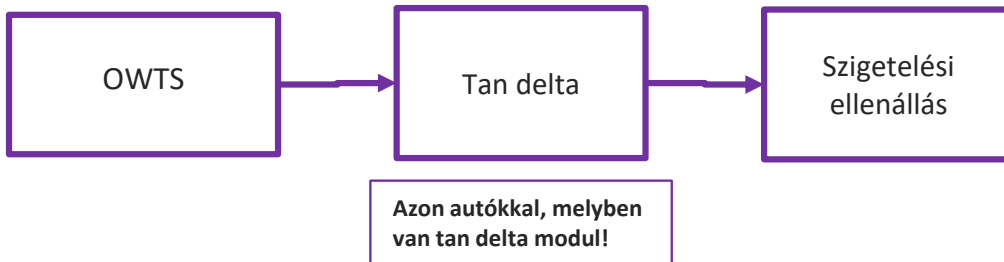 OWTS
Tan delta
Szigetelési
ellenállás
Azon autókkal, melyben
van tan delta modul!